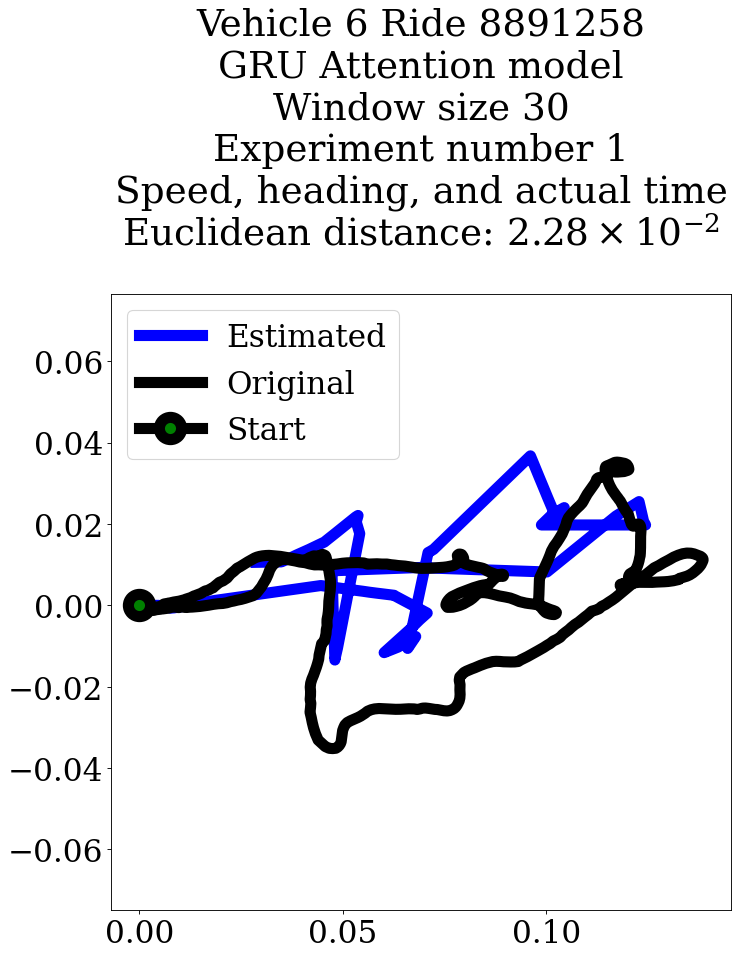 Vehicle 6 Ride 8891258
GRU Attention model
Window size 30
Experiment number 1
Speed, heading, and actual time
Euclidean distance: 2.28 × 10⁻²
Estimated
Original
Start
0.06
0.04
0.02
0.00
−0.02
−0.04
−0.06
0.00 0.05 0.10